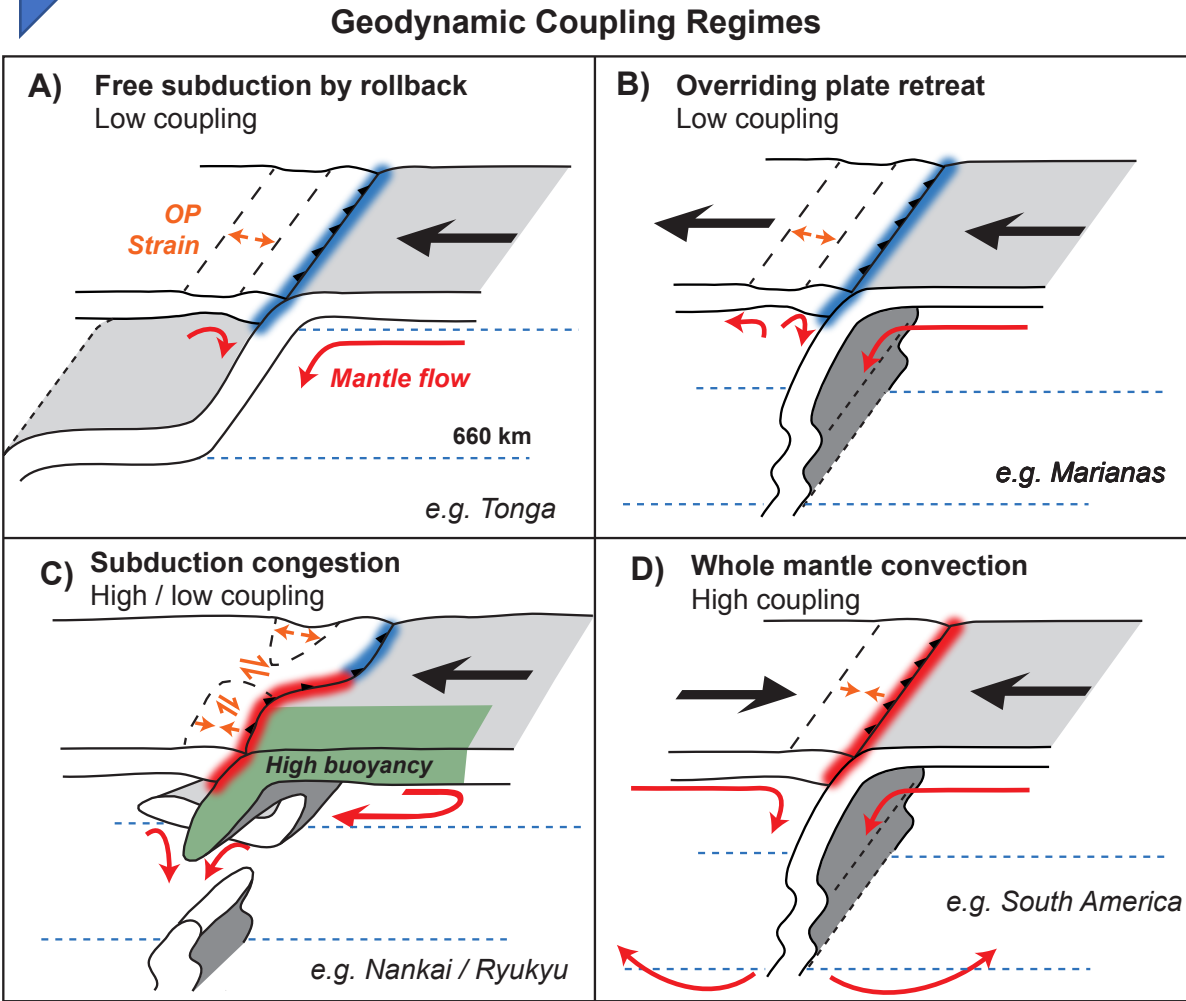 Geodynamic Coupling Regimes
A) Free subduction by rollback
Low coupling
OP
Strain
Mantle flow
660 km
e.g. Tonga
B) Overriding plate retreat
Low coupling
e.g. Marianas
C) Subduction congestion
High / low coupling
High buoyancy
e.g. Nankai / Ryukyu
D) Whole mantle convection
High coupling
e.g. South America